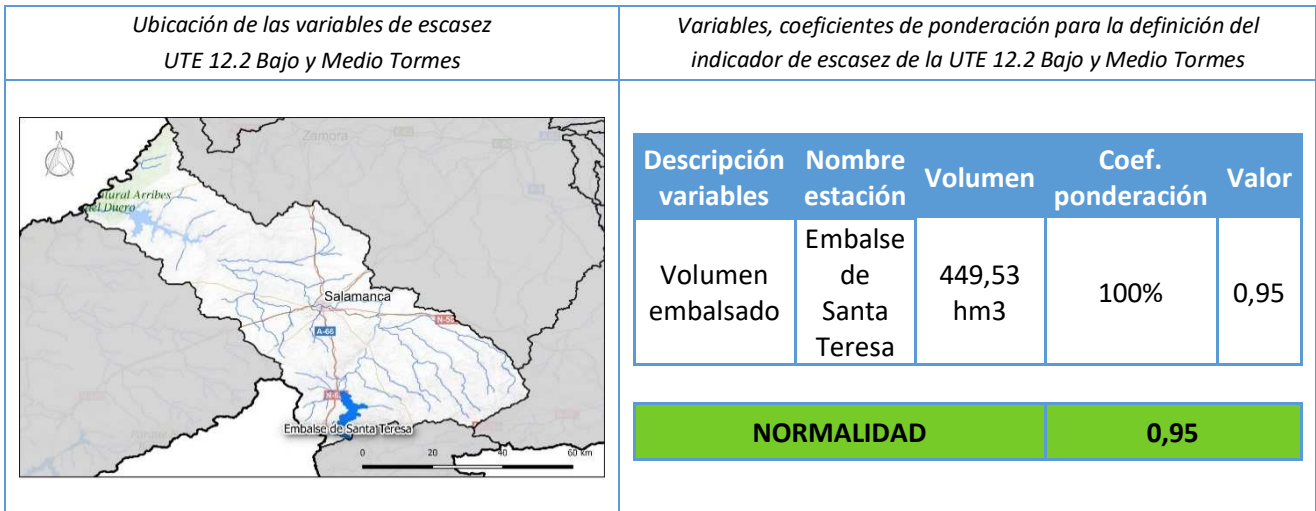 Ubicación de las variables de escasez
UTE 12.2 Bajo y Medio Tormes
Variables, coeficientes de ponderación para la definición del
indicador de escasez de la UTE 12.2 Bajo y Medio Tormes
N
Zamora
Arribes
Duero
Salamanca
A-66
Embalse de Santa Teresa
0 20 40 60 km
Descripción variables
Nombre estación
Volumen
Coef. ponderación
Valor
Volumen embalsado
Embalse de Santa Teresa
449,53 hm3
100%
0,95
NORMALIDAD 0,95